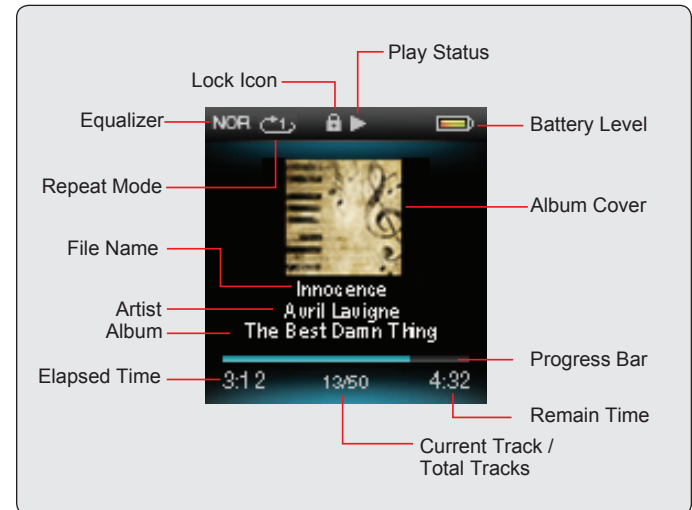 Play Status
Lock Icon
Equalizer
NOR
1
Battery Level
Repeat Mode
Album Cover
File Name
Innocence
Artist
Avril Lavigne
Album
The Best Damn Thing
Progress Bar
Elapsed Time
3:12
13/50
4:32
Remain Time
Current Track /
Total Tracks